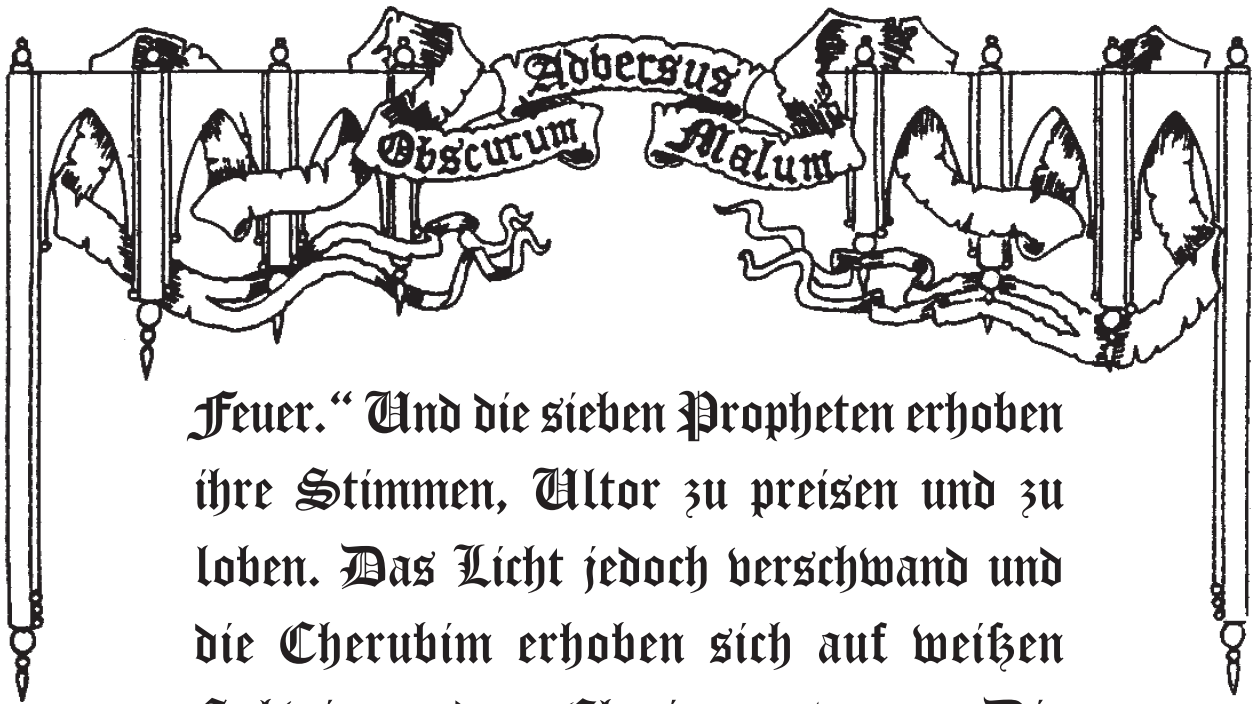 Adversus
Obscurum Malum
Feuer.“ Und die sieben Propheten erhoben
ihre Stimmen, Ultor zu preisen und zu
loben. Das Licht jedoch verschwand und
die Cherubim erhoben sich auf weißen